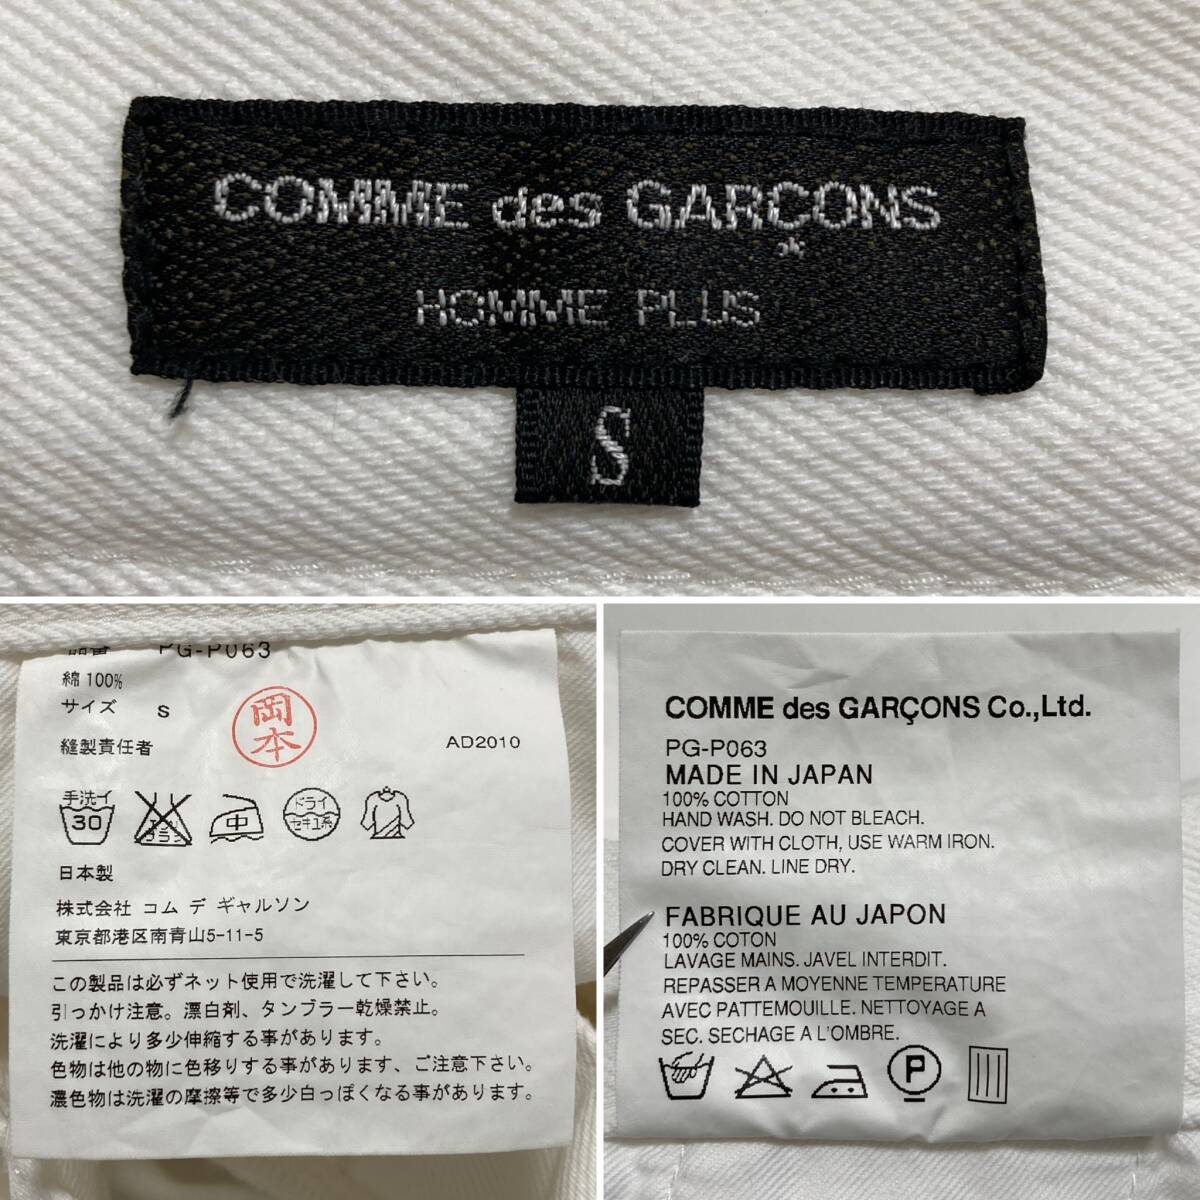 COMME des GARÇONS
HOMME PLUS
S
PG-P063
綿 100%
サイズ S
岡本
縫製責任者 AD2010
手洗イ
30
中
ドライ
セキユ系
日本製
株式会社 コム デ ギャルソン
東京都港区南青山5-11-5
この製品は必ずネット使用で洗濯して下さい。
引っかけ注意。漂白剤、タンブラー乾燥禁止。
洗濯により多少伸縮する事があります。
色物は他の物に色移りする事があります、ご注意下さい。
濃色物は洗濯の摩擦等で多少白っぽくなる事があります。
COMME des GARÇONS Co.,Ltd.
PG-P063
MADE IN JAPAN
100% COTTON
HAND WASH. DO NOT BLEACH.
COVER WITH CLOTH, USE WARM IRON.
DRY CLEAN. LINE DRY.
FABRIQUE AU JAPON
100% COTON
LAVAGE MAINS. JAVEL INTERDIT.
REPASSER A MOYENNE TEMPERATURE
AVEC PATTEMOUILLE. NETTOYAGE A
SEC. SECHAGE A L'OMBRE.
P